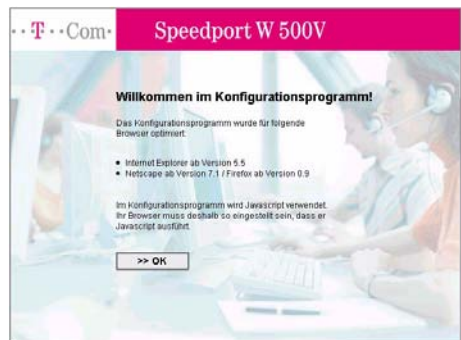 ··T··Com·
Speedport W 500V
Willkommen im Konfigurationsprogramm!
Das Konfigurationsprogramm wurde für folgende
Browser optimiert:
• Internet Explorer ab Version 5.5
• Netscape ab Version 7.1 / Firefox ab Version 0.9
Im Konfigurationsprogramm wird Javascript verwendet.
Ihr Browser muss deshalb so eingestellt sein, dass er
Javascript ausführt.
>> OK